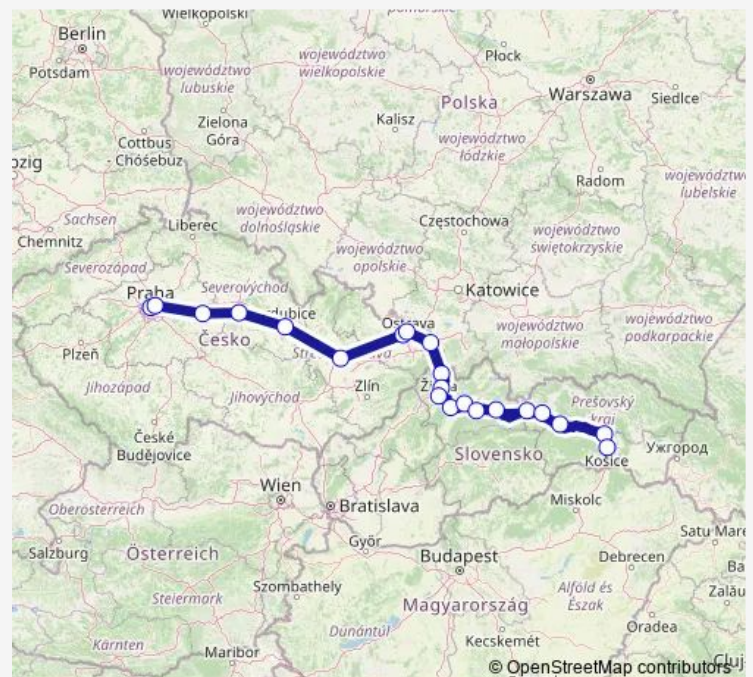 Wielkopolski
Berlin
Potsdam
województwo
lubuskie
województwo
wielkopolskie
Płock
Warszawa
Siedlce
Polska
Zielona
Góra
Kalisz
Cottbus
- Chóśebuz
województwo
łódzkie
Radom
województwo
lubelskie
Sachsen
Chemnitz
Liberec
województwo
dolnośląskie
Częstochowa
województwo
opolskie
województwo
świętokrzyskie
Severozápad
Praha
Severovýchod
Katowice
Ostrava
województwo
małopolskie
województwo
podkarpackie
Plzeň
Česko
Jihozápad
Jihovýchod
Zlín
Prešovský
kraj
České
Budějovice
Slovensko
Košice
Ужгород
Wien
Bratislava
Miskolc
Oberösterreich
Salzburg
Österreich
Győr
Budapest
Debrecen
Satu Mare
Szombathely
Steiermark
Magyarország
Alföld és
Észak
Dunántúl
Oradea
Kärnten
Maribor
Kecskemét
© OpenStreetMap contributors